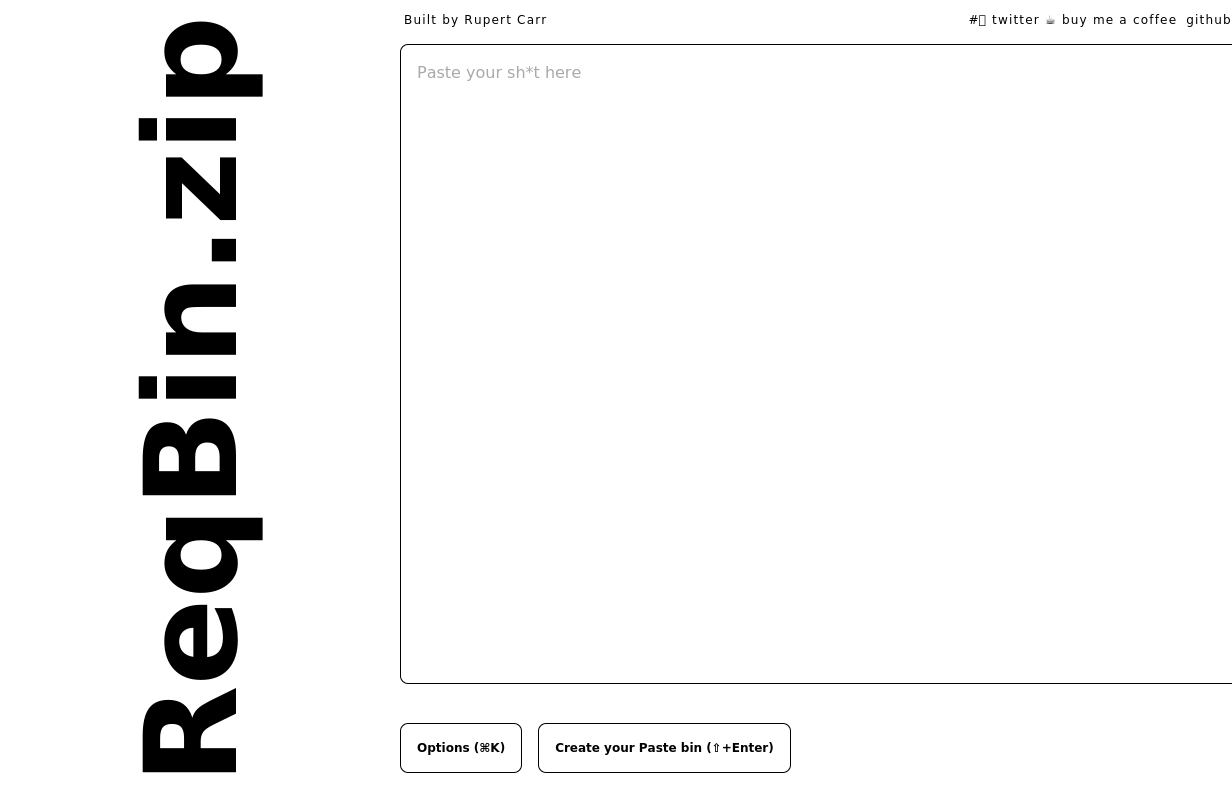 ReqBin.zip
Built by Rupert Carr
# twitter ☕ buy me a coffee github
Paste your sh*t here
Options (⌘K)
Create your Paste bin (⇧+Enter)